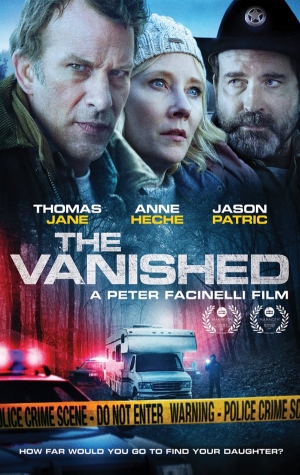 THOMAS ANNE JASON
JANE HECHE PATRIC
THE
VANISHED
A PETER FACINELLI FILM
POLICE CRIME SCENE - DO NOT ENTER WARNING - POLICE CRIME SC
HOW FAR WOULD YOU GO TO FIND YOUR DAUGHTER?